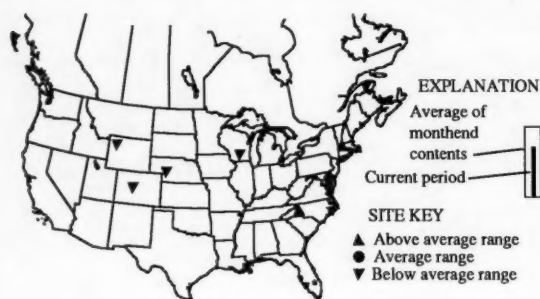 EXPLANATION
Average of
monthend
contents
Current period
SITE KEY
▲ Above average range
● Average range
▼ Below average range